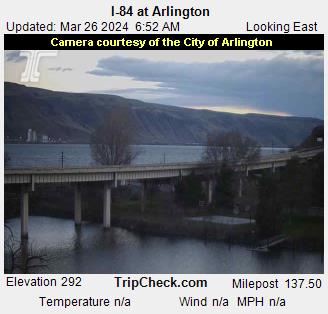 I-84 at Arlington
Updated: Mar 26 2024 6:52 AM Looking East
Camera courtesy of the City of Arlington
Elevation 292 TripCheck.com Milepost 137.50
Temperature n/a Wind n/a MPH n/a